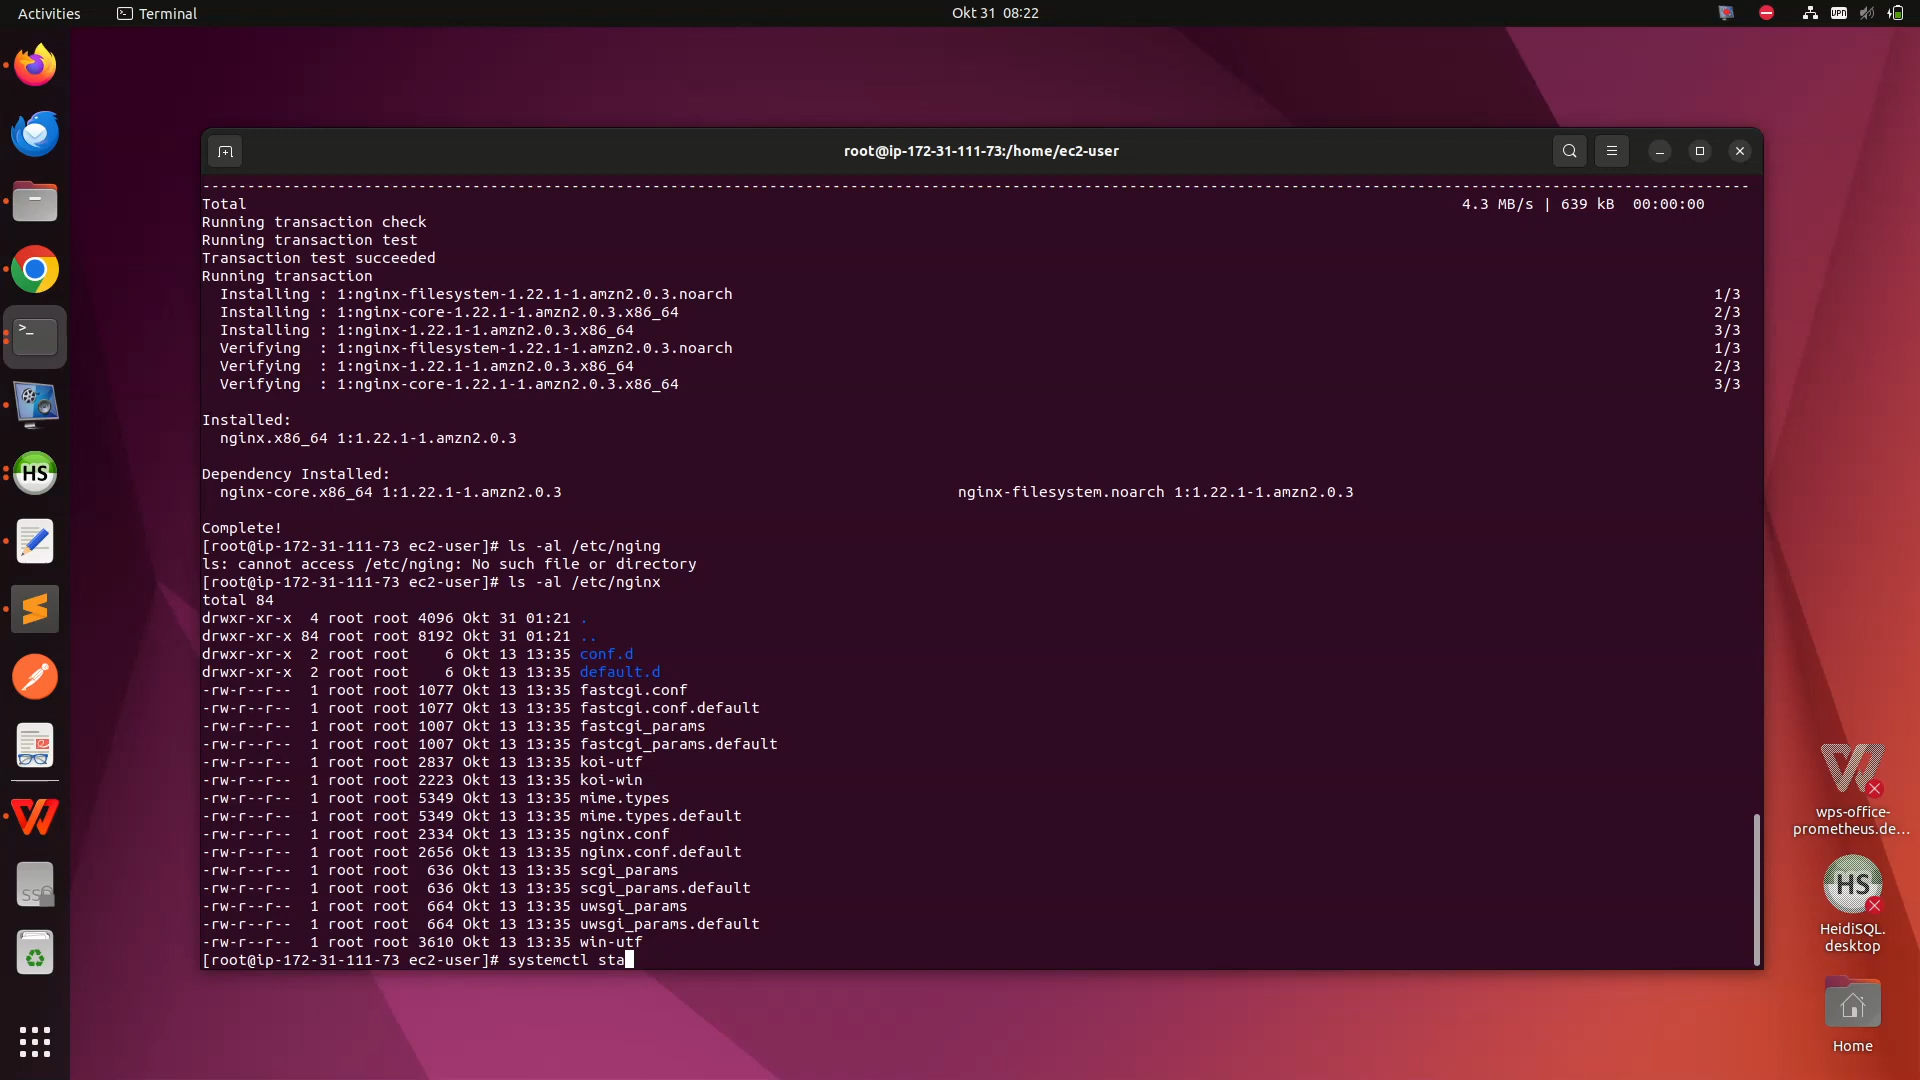 Activities
Terminal
Okt 31 08:22
VPN
root@ip-172-31-111-73:/home/ec2-user
--------------------------------------------------------------------------------------------------------------------------------------------------------------------------
Total 4.3 MB/s | 639 kB 00:00:00
Running transaction check
Running transaction test
Transaction test succeeded
Running transaction
Installing : 1:nginx-filesystem-1.22.1-1.amzn2.0.3.noarch 1/3
Installing : 1:nginx-core-1.22.1-1.amzn2.0.3.x86_64 2/3
Installing : 1:nginx-1.22.1-1.amzn2.0.3.x86_64 3/3
Verifying : 1:nginx-filesystem-1.22.1-1.amzn2.0.3.noarch 1/3
Verifying : 1:nginx-1.22.1-1.amzn2.0.3.x86_64 2/3
Verifying : 1:nginx-core-1.22.1-1.amzn2.0.3.x86_64 3/3
Installed:
nginx.x86_64 1:1.22.1-1.amzn2.0.3
Dependency Installed:
nginx-core.x86_64 1:1.22.1-1.amzn2.0.3 nginx-filesystem.noarch 1:1.22.1-1.amzn2.0.3
Complete!
[root@ip-172-31-111-73 ec2-user]# ls -al /etc/nging
ls: cannot access /etc/nging: No such file or directory
[root@ip-172-31-111-73 ec2-user]# ls -al /etc/nginx
total 84
drwxr-xr-x 4 root root 4096 Okt 31 01:21 .
drwxr-xr-x 84 root root 8192 Okt 31 01:21 ..
drwxr-xr-x 2 root root 6 Okt 13 13:35 conf.d
drwxr-xr-x 2 root root 6 Okt 13 13:35 default.d
-rw-r--r-- 1 root root 1077 Okt 13 13:35 fastcgi.conf
-rw-r--r-- 1 root root 1077 Okt 13 13:35 fastcgi.conf.default
-rw-r--r-- 1 root root 1007 Okt 13 13:35 fastcgi_params
-rw-r--r-- 1 root root 1007 Okt 13 13:35 fastcgi_params.default
-rw-r--r-- 1 root root 2837 Okt 13 13:35 koi-utf
-rw-r--r-- 1 root root 2223 Okt 13 13:35 koi-win
-rw-r--r-- 1 root root 5349 Okt 13 13:35 mime.types
-rw-r--r-- 1 root root 5349 Okt 13 13:35 mime.types.default
-rw-r--r-- 1 root root 2334 Okt 13 13:35 nginx.conf
-rw-r--r-- 1 root root 2656 Okt 13 13:35 nginx.conf.default
-rw-r--r-- 1 root root 636 Okt 13 13:35 scgi_params
-rw-r--r-- 1 root root 636 Okt 13 13:35 scgi_params.default
-rw-r--r-- 1 root root 664 Okt 13 13:35 uwsgi_params
-rw-r--r-- 1 root root 664 Okt 13 13:35 uwsgi_params.default
-rw-r--r-- 1 root root 3610 Okt 13 13:35 win-utf
[root@ip-172-31-111-73 ec2-user]# systemctl sta
>_
HS
SSD
W
wps-office-
prometheus.de...
HS
HeidiSQL.
desktop
Home